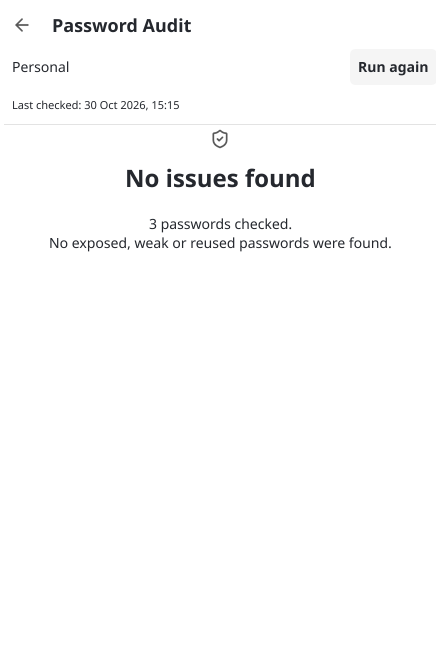 Password Audit
Personal
Run again
Last checked: 30 Oct 2026, 15:15
No issues found
3 passwords checked.
No exposed, weak or reused passwords were found.